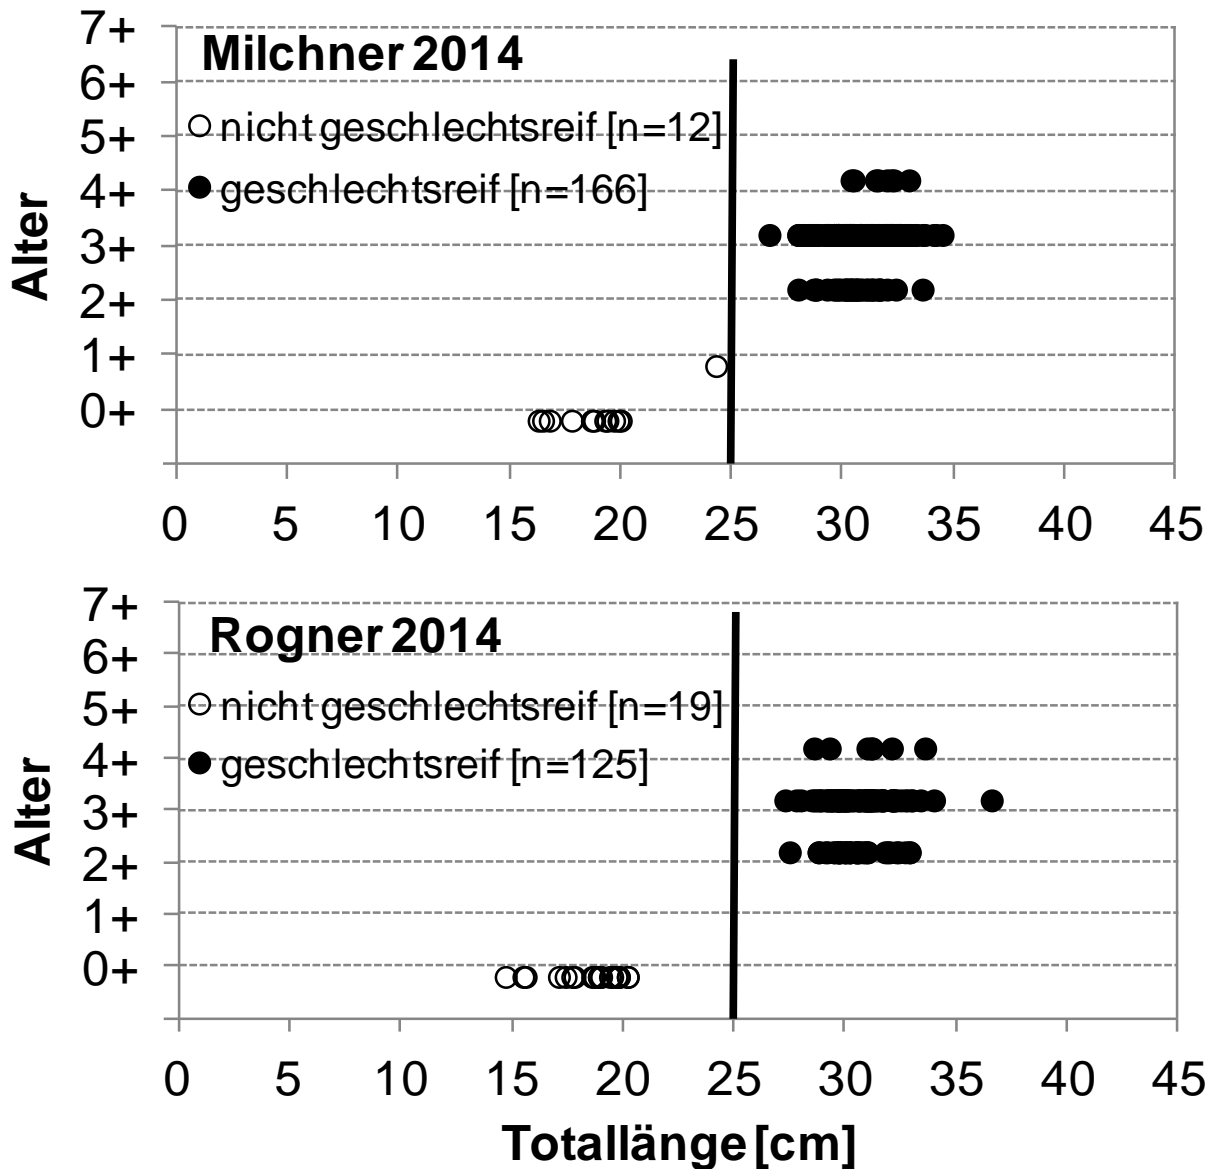 Milchner 2014
nicht geschlechtsreif [n=12]
geschlechtsreif [n=166]
Alter
7+
6+
5+
4+
3+
2+
1+
0+
0 5 10 15 20 25 30 35 40 45
Rogner 2014
nicht geschlechtsreif [n=19]
geschlechtsreif [n=125]
Alter
7+
6+
5+
4+
3+
2+
1+
0+
0 5 10 15 20 25 30 35 40 45
Totallänge [cm]